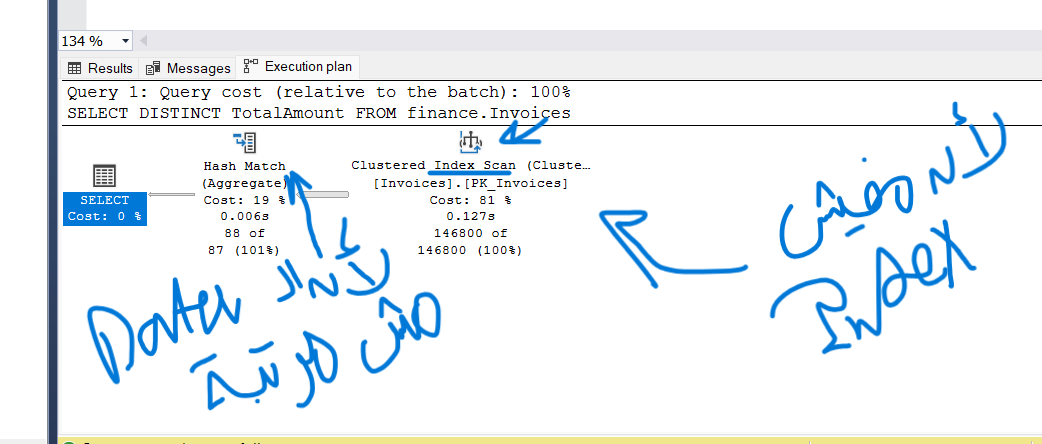 134 %
Results Messages Execution plan
Query 1: Query cost (relative to the batch): 100%
SELECT DISTINCT TotalAmount FROM finance.Invoices
SELECT
Cost: 0 %
Hash Match
(Aggregate)
Cost: 19 %
0.006s
88 of
87 (101%)
Clustered Index Scan (Cluste…
[Invoices].[PK_Invoices]
Cost: 81 %
0.127s
146800 of
146800 (100%)
لأن مفيش
Index
لأن الـ Data
مش مرتبة